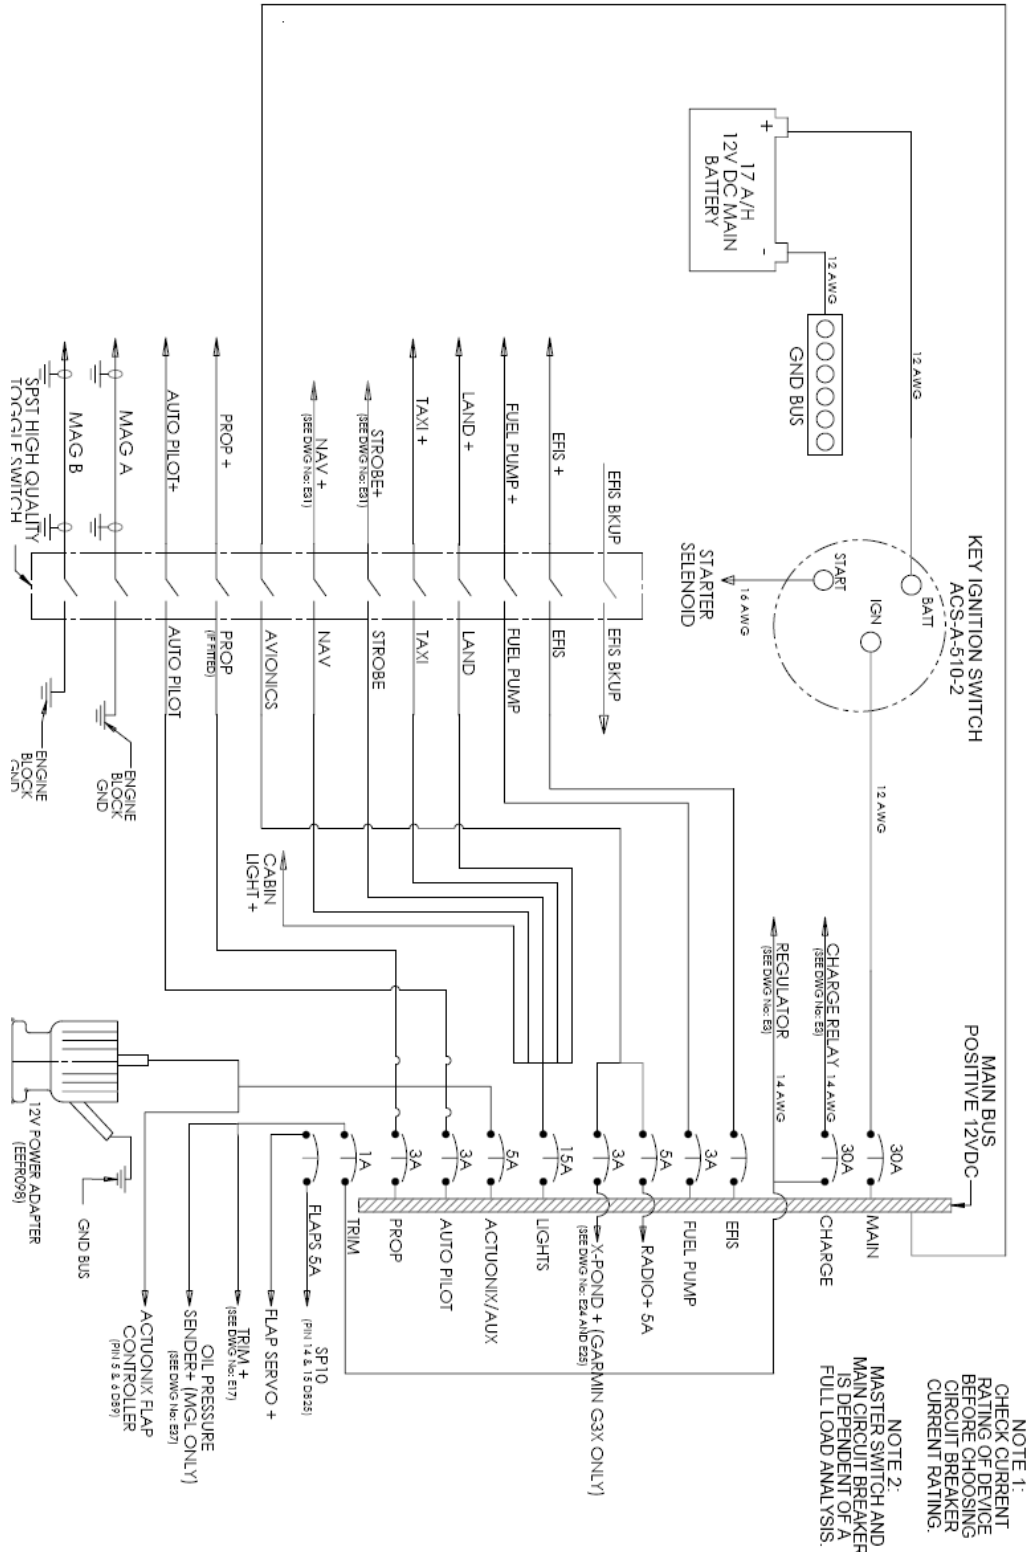 MAIN BUS
POSITIVE 12VDC
NOTE 1:
CHECK CURRENT
RATING OF DEVICE
BEFORE CHOOSING
CIRCUIT BREAKER
CURRENT RATING.
NOTE 2:
MASTER SWITCH AND
MAIN CIRCUIT BREAKER
IS DEPENDENT OF A
FULL LOAD ANALYSIS.
KEY IGNITION SWITCH
ACS-A-510-2
BATT
IGN
START
12 AWG
12 AWG
12 AWG
16 AWG
STARTER
SELENOID
+
-
17 A/H
12V DC MAIN
BATTERY
GND BUS
CHARGE RELAY
(SEE DWG No: E3)
14 AWG
REGULATOR
(SEE DWG No: E3)
14 AWG
30A
MAIN
30A
CHARGE
EFIS
3A
FUEL PUMP
5A
RADIO+ 5A
3A
X-POND + (GARMIN G3X ONLY)
(SEE DWG No: E24 AND E25)
15A
LIGHTS
5A
ACTUONIX/AUX
3A
AUTO PILOT
3A
PROP
1A
TRIM
FLAPS 5A
SP10
(PIN 14 & 15 DB25)
FLAP SERVO +
TRIM +
(SEE DWG No: E17)
OIL PRESSURE
SENDER+ (MGL ONLY)
(SEE DWG No: E37)
ACTUONIX FLAP
CONTROLLER
(PIN 5 & 6 DB9)
EFIS BKUP
EFIS BKUP
EFIS +
EFIS
FUEL PUMP +
FUEL PUMP
LAND +
LAND
TAXI +
TAXI
STROBE+
(SEE DWG No: E31)
STROBE
NAV +
(SEE DWG No: E31)
NAV
AVIONICS
PROP +
PROP
(IF FITTED)
AUTO PILOT+
AUTO PILOT
MAG A
MAG B
SPST HIGH QUALITY
TOGGLE SWITCH
ENGINE
BLOCK
GND
ENGINE
BLOCK
GND
CABIN
LIGHT +
12V POWER ADAPTER
(EEFR098)
GND BUS